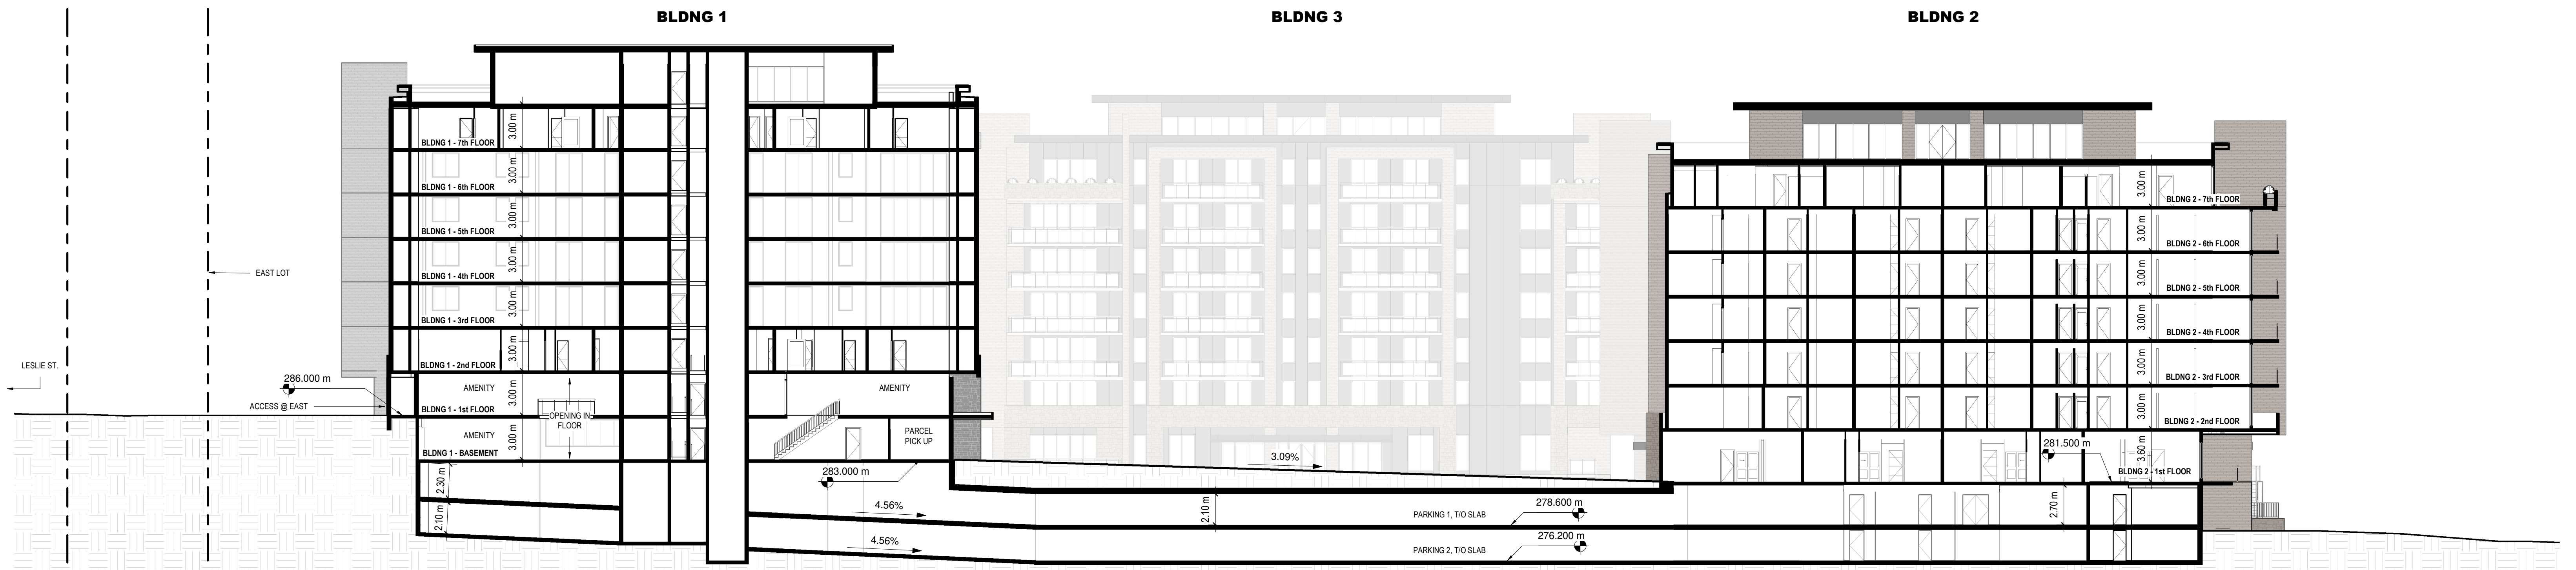 BLDNG 1
BLDNG 3
BLDNG 2
3.00 m
BLDNG 1 - 7th FLOOR
3.00 m
BLDNG 1 - 6th FLOOR
3.00 m
BLDNG 1 - 5th FLOOR
3.00 m
BLDNG 1 - 4th FLOOR
3.00 m
BLDNG 1 - 3rd FLOOR
3.00 m
BLDNG 1 - 2nd FLOOR
EAST LOT
LESLIE ST.
286.000 m
ACCESS @ EAST
AMENITY
3.00 m
BLDNG 1 - 1st FLOOR
OPENING IN
FLOOR
AMENITY
AMENITY
3.00 m
BLDNG 1 - BASEMENT
PARCEL
PICK UP
2.30 m
2.10 m
283.000 m
4.56%
4.56%
3.09%
2.10 m
278.600 m
PARKING 1, T/O SLAB
276.200 m
PARKING 2, T/O SLAB
3.00 m
BLDNG 2 - 7th FLOOR
3.00 m
BLDNG 2 - 6th FLOOR
3.00 m
BLDNG 2 - 5th FLOOR
3.00 m
BLDNG 2 - 4th FLOOR
3.00 m
BLDNG 2 - 3rd FLOOR
3.00 m
BLDNG 2 - 2nd FLOOR
281.500 m
3.60 m
BLDNG 2 - 1st FLOOR
2.70 m